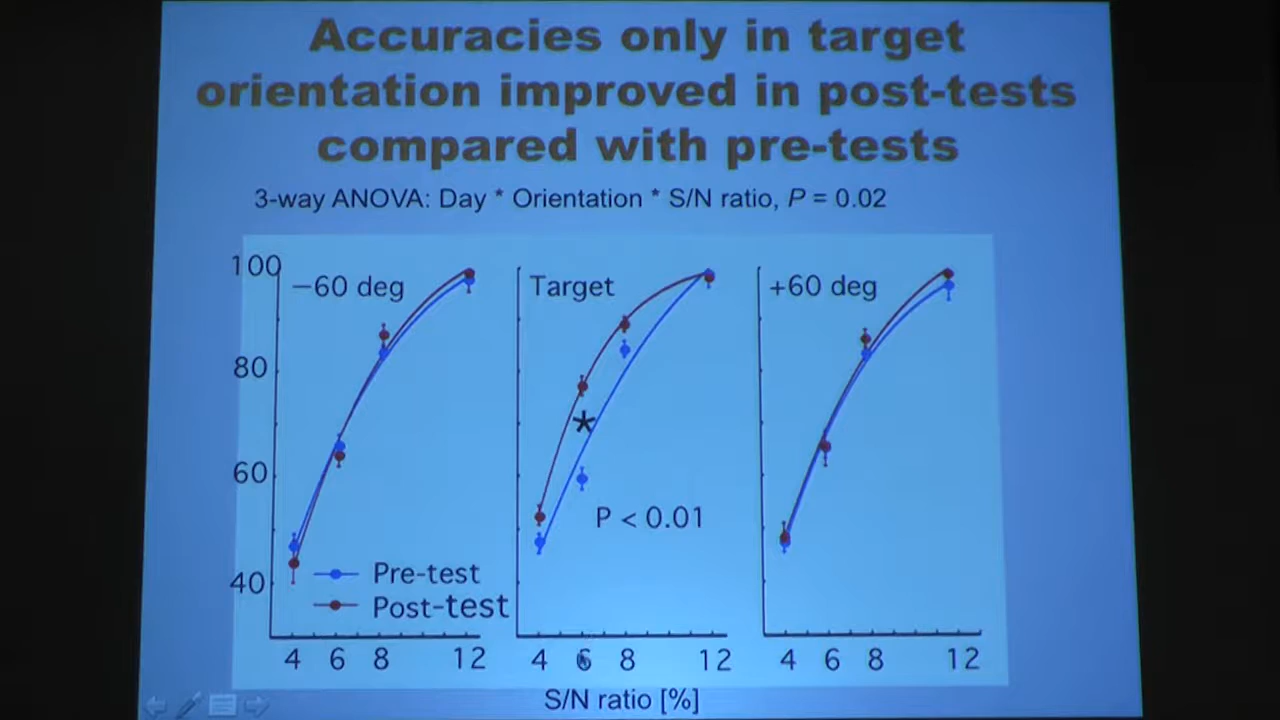 Accuracies only in target
orientation improved in post-tests
compared with pre-tests
3-way ANOVA: Day * Orientation * S/N ratio, P = 0.02
100
80
60
40
−60 deg
Pre-test
Post-test
4 6 8 12
Target
*
P < 0.01
4 6 8 12
+60 deg
4 6 8 12
S/N ratio [%]